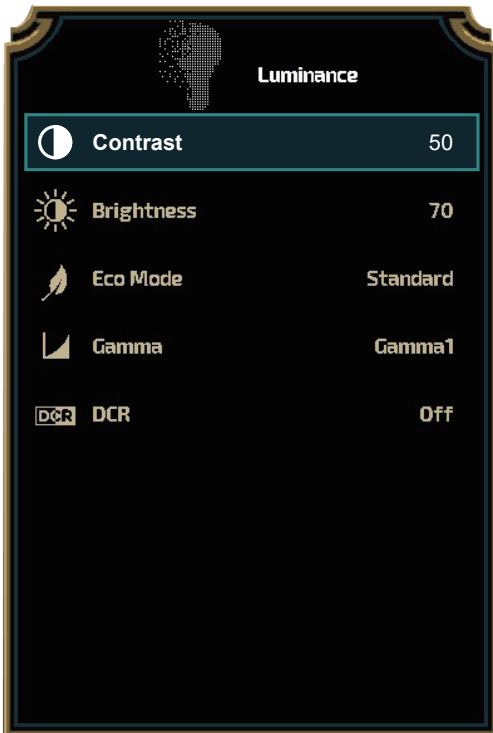 Luminance
Contrast 50
Brightness 70
Eco Mode Standard
Gamma Gamma1
DCR DCR Off